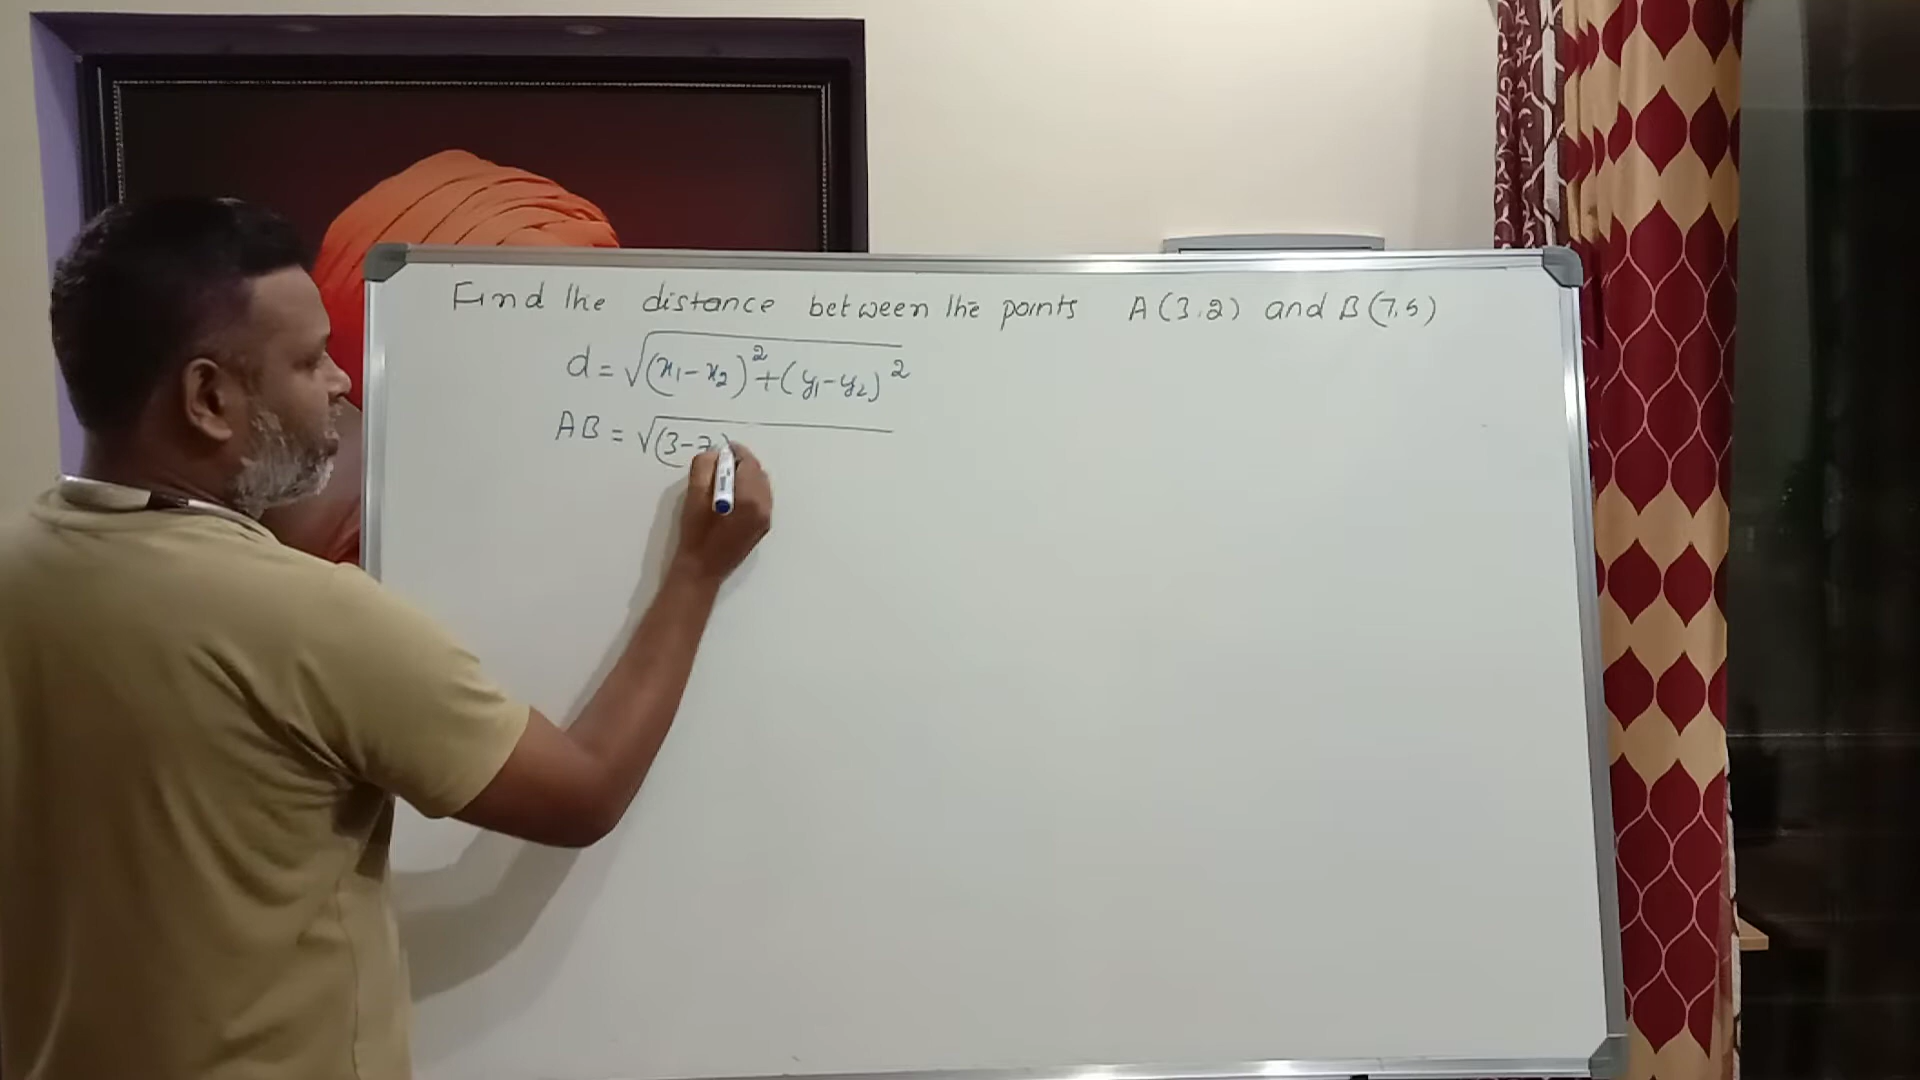 Find the distance between the points A(3,2) and B(7,5)
d = √(x₁-x₂)² + (y₁-y₂)²
AB = √(3-7)